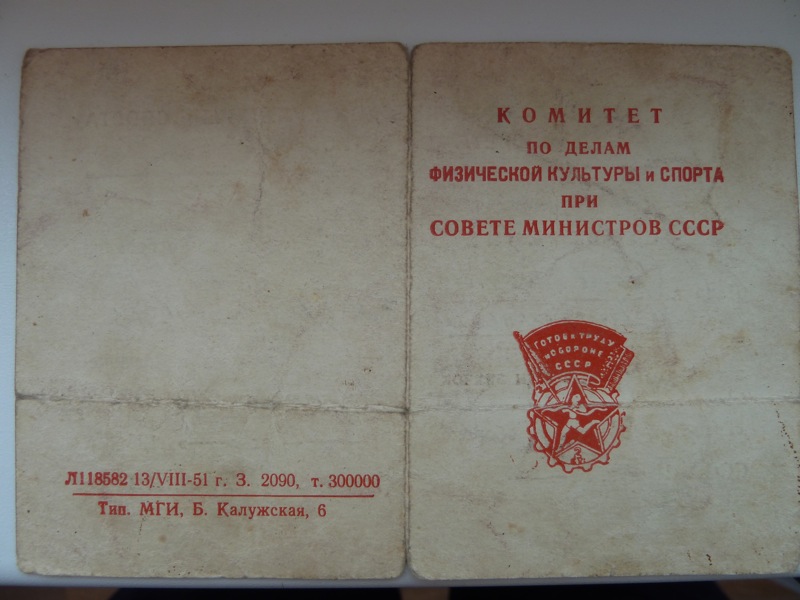 КОМИТЕТ
ПО ДЕЛАМ
ФИЗИЧЕСКОЙ КУЛЬТУРЫ и СПОРТА
ПРИ
СОВЕТЕ МИНИСТРОВ СССР
ГОТОВ К ТРУДУ
И ОБОРОНЕ
СССР
2
Л118582 13/VIII-51 г. З. 2090, т. 300000
Тип. МГИ, Б. Калужская, 6